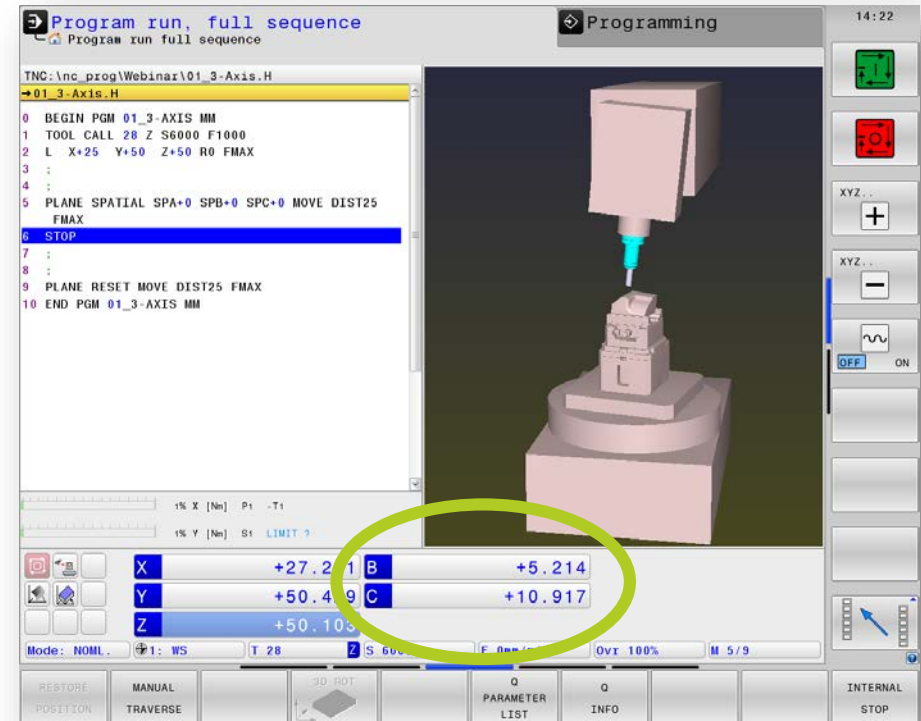 Program run, full sequence
Program run full sequence
Programming
14:22
TNC:\nc_prog\Webinar\01_3-Axis.H
→01_3-Axis.H
0 BEGIN PGM 01_3-AXIS MM
1 TOOL CALL 28 Z S6000 F1000
2 L X+25 Y+50 Z+50 R0 FMAX
3 ;
4 ;
5 PLANE SPATIAL SPA+0 SPB+0 SPC+0 MOVE DIST25
FMAX
6 STOP
7 ;
8 ;
9 PLANE RESET MOVE DIST25 FMAX
10 END PGM 01_3-AXIS MM
XYZ..
+
XYZ..
−
OFF ON
1% X [Nm] P1 -T1
1% Y [Nm] S1 LIMIT ?
X B +5.214
Y C +10.917
Z +50.103
Mode: NOML. 1: WS T 28 Z S Ovr 100% M 5/9
RESTORE
POSITION
MANUAL
TRAVERSE
3D ROT
Q
PARAMETER
LIST
Q
INFO
INTERNAL
STOP